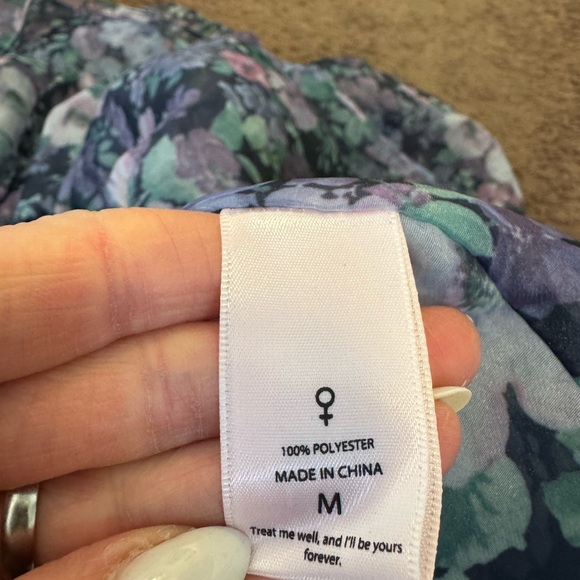 100% POLYESTER
MADE IN CHINA
M
Treat me well, and I'll be yours
forever.